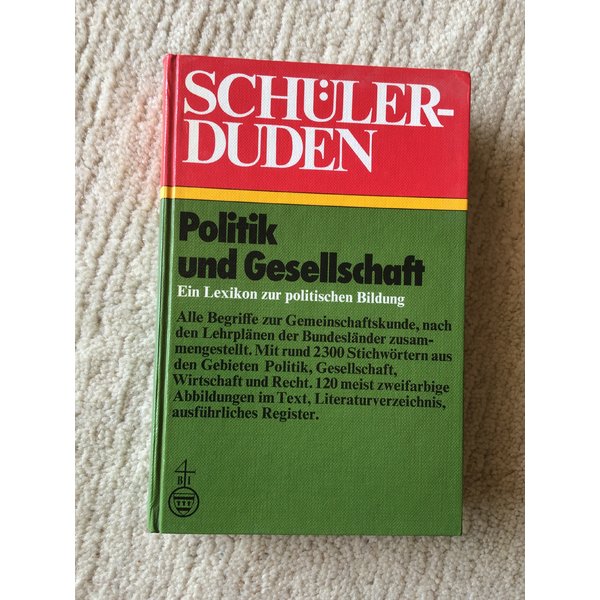 SCHÜLER-
DUDEN
Politik
und Gesellschaft
Ein Lexikon zur politischen Bildung
Alle Begriffe zur Gemeinschaftskunde, nach
den Lehrplänen der Bundesländer zusam-
mengestellt. Mit rund 2300 Stichwörtern aus
den Gebieten Politik, Gesellschaft,
Wirtschaft und Recht. 120 meist zweifarbige
Abbildungen im Text, Literaturverzeichnis,
ausführliches Register.
B I